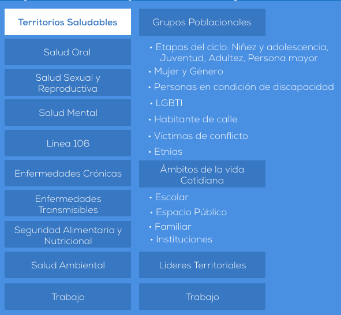 Territorios Saludables
Salud Oral
Salud Sexual y
Reproductiva
Salud Mental
Linea 106
Enfermedades Crónicas
Enfermedades
Transmisibles
Seguridad Alimentaria y
Nutricional
Salud Ambiental
Trabajo
Grupos Poblacionales
• Etapas del ciclo: Niñez y adolescencia,
Juventud, Adultez, Persona mayor
• Mujer y Género
• Personas en condición de discapacidad
• LGBTI
• Habitante de calle
• Víctimas de conflicto
• Etnias
Ámbitos de la vida
Cotidiano
• Escolar
• Espacio Público
• Familiar
• Instituciones
Lideres Territoriales
Trabajo